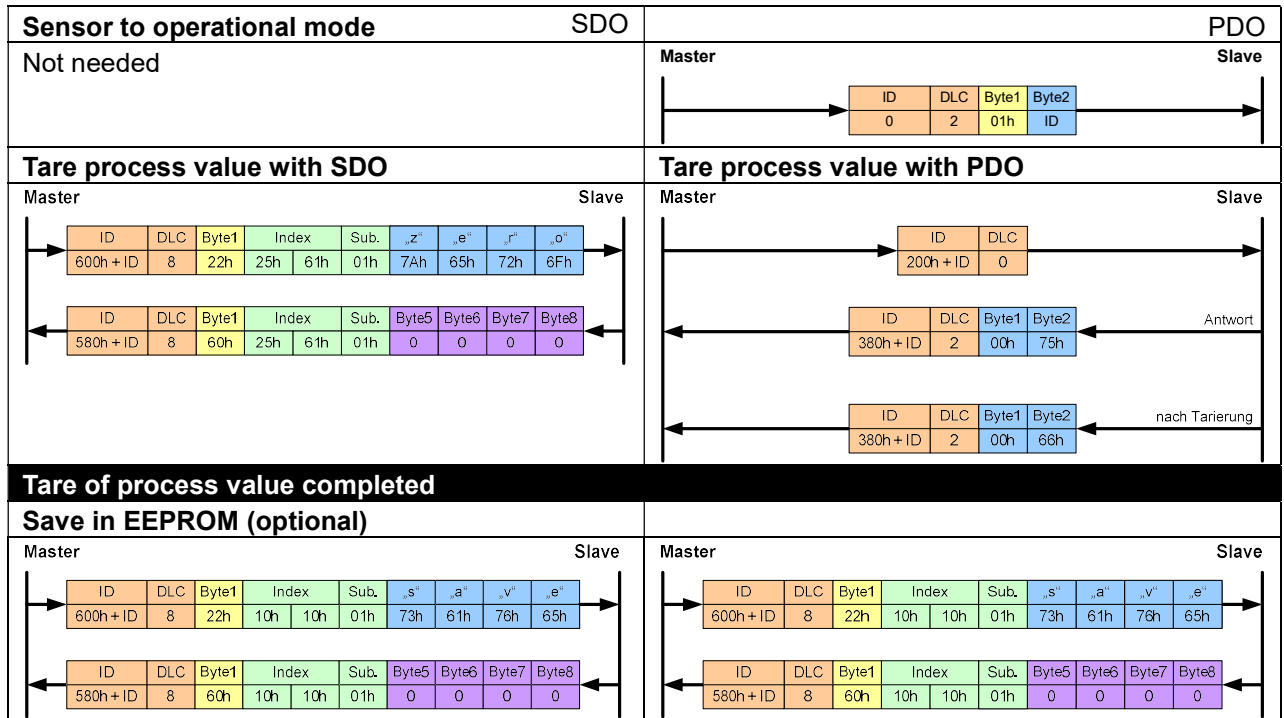 Sensor to operational mode SDO
PDO
Not needed
Master Slave
ID DLC Byte1 Byte2
0 2 01h ID
Tare process value with SDO
Tare process value with PDO
Master Slave
ID DLC Byte1 Index Sub. „z“ „e“ „r“ „o“
600h + ID 8 22h 25h 61h 01h 7Ah 65h 72h 6Fh
ID DLC Byte1 Index Sub. Byte5 Byte6 Byte7 Byte8
580h + ID 8 60h 25h 61h 01h 0 0 0 0
Master Slave
ID DLC
200h + ID 0
ID DLC Byte1 Byte2 Antwort
380h + ID 2 00h 75h
ID DLC Byte1 Byte2 nach Tarierung
380h + ID 2 00h 66h
Tare of process value completed
Save in EEPROM (optional)
Master Slave
ID DLC Byte1 Index Sub. „s“ „a“ „v“ „e“
600h + ID 8 22h 10h 10h 01h 73h 61h 76h 65h
ID DLC Byte1 Index Sub. Byte5 Byte6 Byte7 Byte8
580h + ID 8 60h 10h 10h 01h 0 0 0 0
Master Slave
ID DLC Byte1 Index Sub. „s“ „a“ „v“ „e“
600h + ID 8 22h 10h 10h 01h 73h 61h 76h 65h
ID DLC Byte1 Index Sub. Byte5 Byte6 Byte7 Byte8
580h + ID 8 60h 10h 10h 01h 0 0 0 0